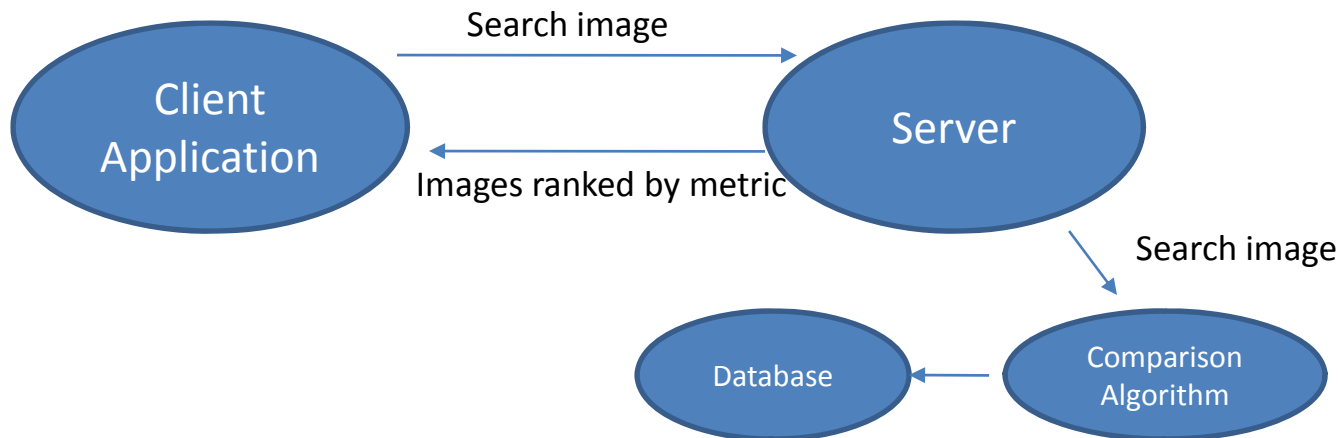 Search image
Client
Application
Server
Images ranked by metric
Search image
Database
Comparison
Algorithm